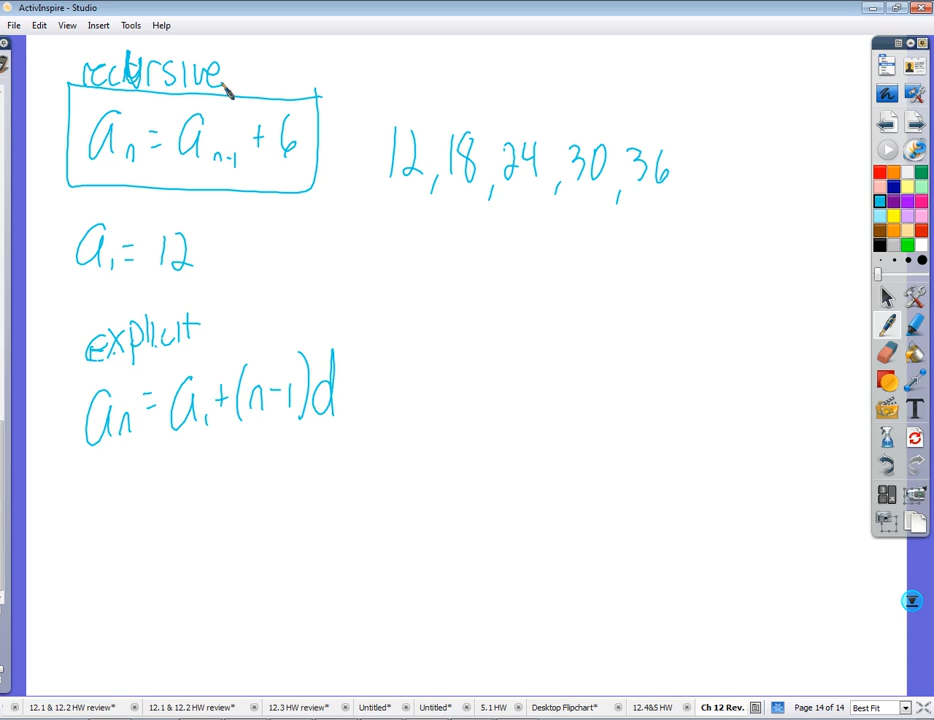 ActivInspire - Studio
File Edit View Insert Tools Help
recursive
aₙ = aₙ₋₁ + 6
12, 18, 24, 30, 36
a₁ = 12
explicit
aₙ = a₁ + (n-1)d
12.1 & 12.2 HW review* 12.1 & 12.2 HW review* 12.3 HW review* Untitled* Untitled* 5.1 HW Desktop Flipchart* 12.4&5 HW Ch 12 Rev. Page 14 of 14 Best Fit